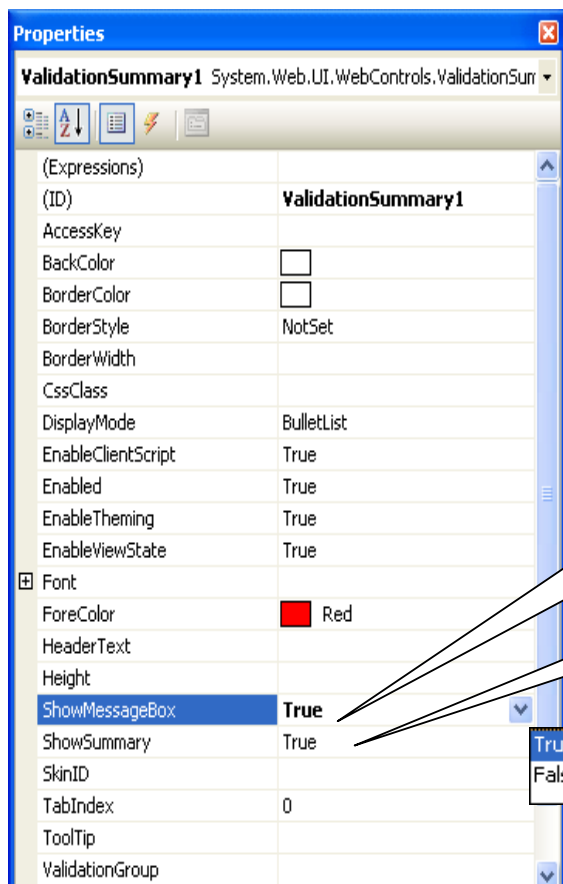 Properties
ValidationSummary1 System.Web.UI.WebControls.ValidationSum
(Expressions)
(ID) ValidationSummary1
AccessKey
BackColor
BorderColor
BorderStyle NotSet
BorderWidth
CssClass
DisplayMode BulletList
EnableClientScript True
Enabled True
EnableTheming True
EnableViewState True
Font
ForeColor Red
HeaderText
Height
ShowMessageBox True
ShowSummary True
Tru
SkinID
Fals
TabIndex 0
ToolTip
ValidationGroup